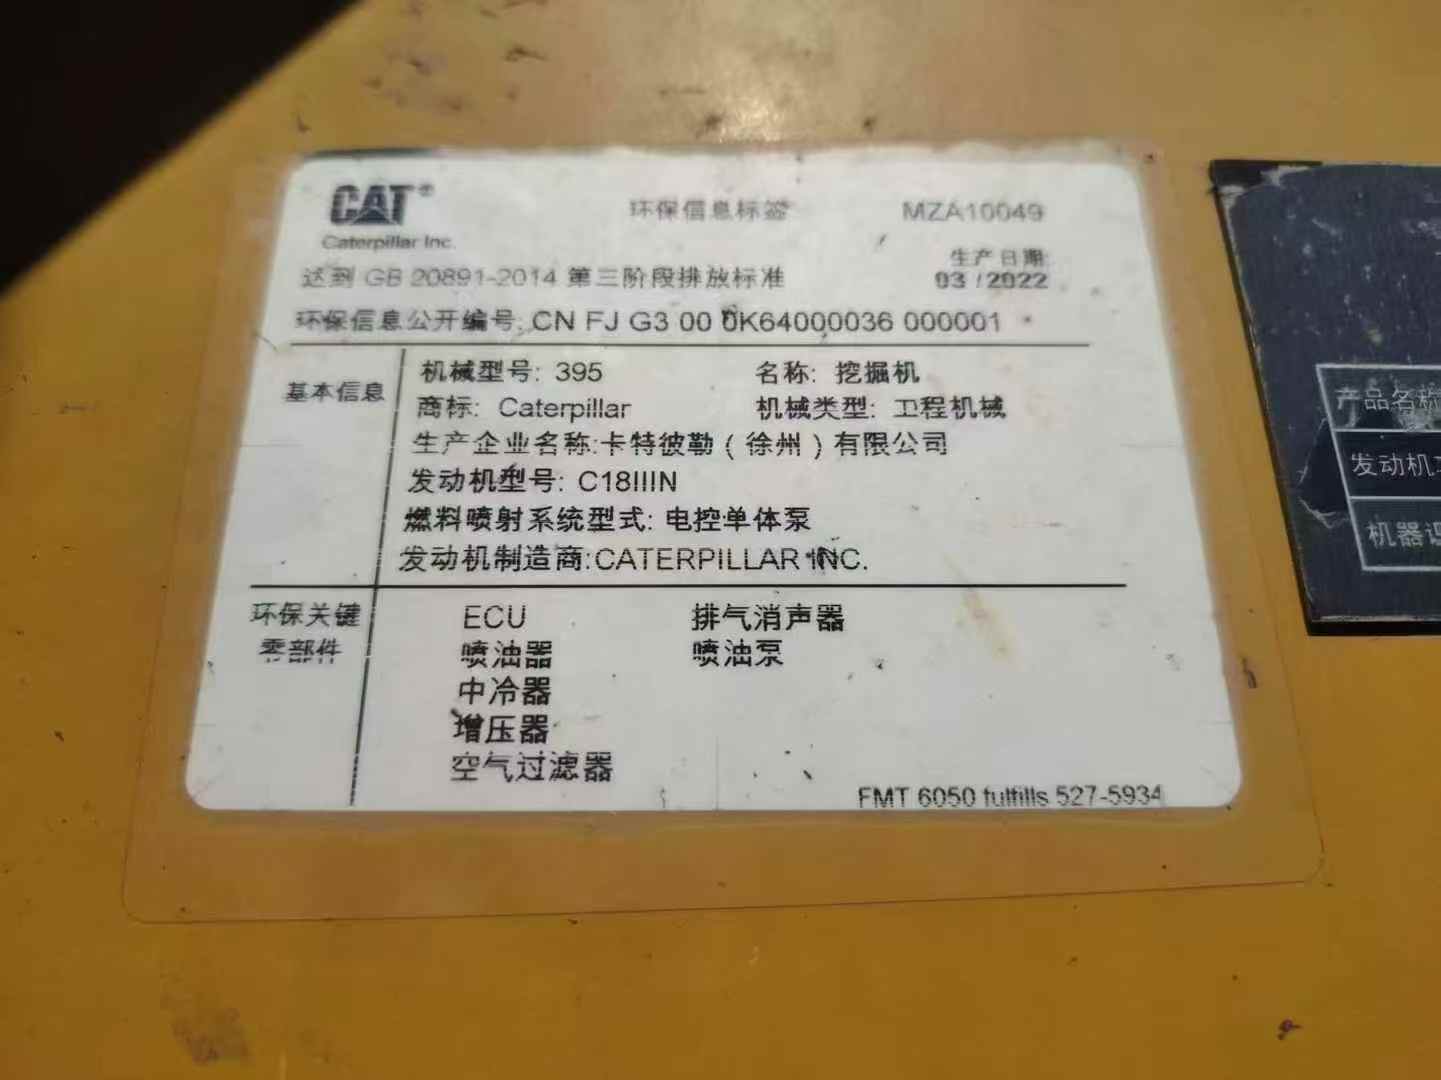 CAT®
环保信息标签
MZA10049
Caterpillar Inc.
生产日期:
达到 GB 20891-2014 第三阶段排放标准
03 /2022
环保信息公开编号: CN FJ G3 00 0K64000036 000001
基本信息
机械型号: 395
名称: 挖掘机
商标: Caterpillar
机械类型: 工程机械
生产企业名称:卡特彼勒(徐州)有限公司
发动机型号: C18IIIN
燃料喷射系统型式: 电控单体泵
发动机制造商:CATERPILLAR INC.
环保关键
零部件
ECU
排气消声器
喷油器
喷油泵
中冷器
增压器
空气过滤器
FMT 6050 fulfills 527-5934
产品名称
发动机
机器